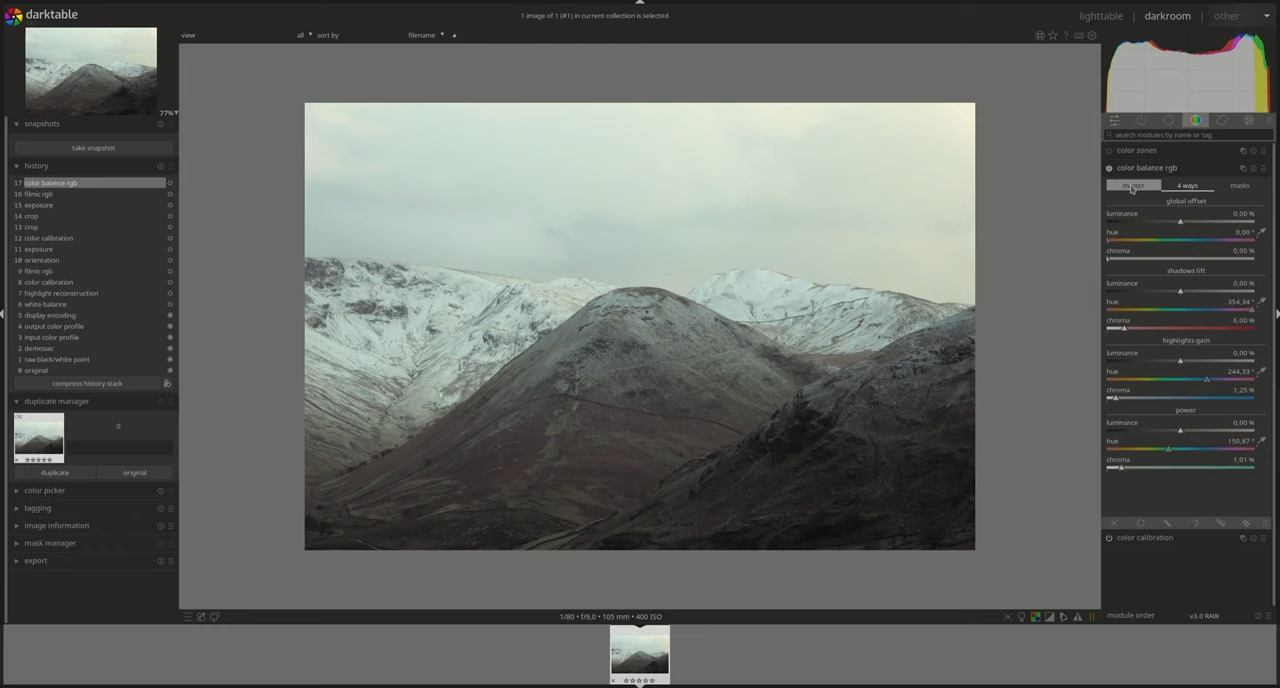 darktable
1 image of 1 (#1) in current collection is selected
lighttable | darkroom | other
view
all sort by filename
77%
snapshots
take snapshot
history
17 color balance rgb
16 filmic rgb
15 exposure
14 crop
13 crop
12 color calibration
11 exposure
10 orientation
9 filmic rgb
8 color calibration
7 highlight reconstruction
6 white balance
5 display encoding
4 output color profile
3 input color profile
2 demosaic
1 raw black/white point
0 original
compress history stack
duplicate manager
0
duplicate original
color picker
tagging
image information
mask manager
export
1/80 • f/9,0 • 105 mm • 400 ISO
search modules by name or tag
color zones
color balance rgb
master 4 ways masks
global offset
luminance 0,00 %
hue 0,00 °
chroma 0,00 %
shadows lift
luminance 0,00 %
hue 354,34 °
chroma 6,00 %
highlights gain
luminance 0,00 %
hue 244,33 °
chroma 1,25 %
power
luminance 0,00 %
hue 150,87 °
chroma 1,01 %
color calibration
module order v3.0 RAW